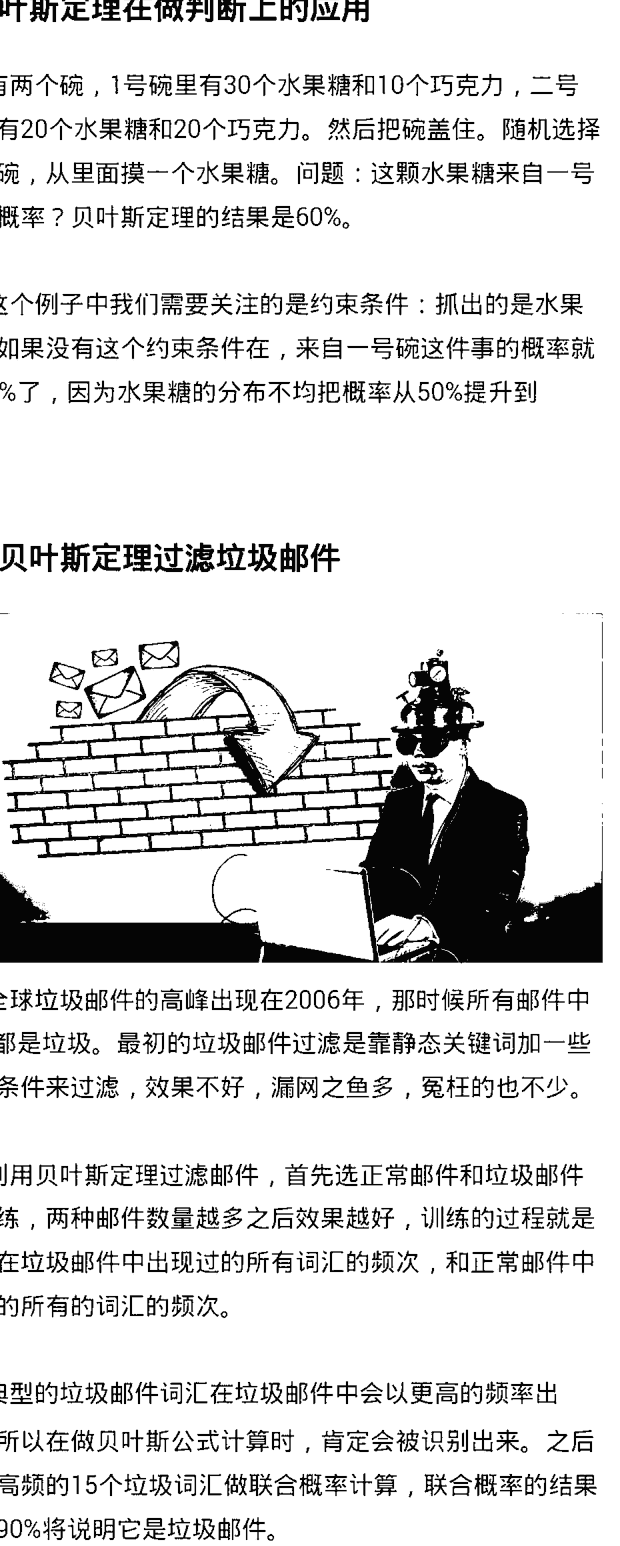 叶斯定理在做判断上的应用
有两个碗，1号碗里有30个水果糖和10个巧克力，二号
有20个水果糖和20个巧克力。然后把碗盖住。随机选择
碗，从里面摸一个水果糖。问题：这颗水果糖来自一号
概率？贝叶斯定理的结果是60%。
这个例子中我们需要关注的是约束条件：抓出的是水果
如果没有这个约束条件在，来自一号碗这件事的概率就
%了，因为水果糖的分布不均把概率从50%提升到
贝叶斯定理过滤垃圾邮件
全球垃圾邮件的高峰出现在2006年，那时候所有邮件中
都是垃圾。最初的垃圾邮件过滤是靠静态关键词加一些
条件来过滤，效果不好，漏网之鱼多，冤枉的也不少。
利用贝叶斯定理过滤邮件，首先选正常邮件和垃圾邮件
练，两种邮件数量越多之后效果越好，训练的过程就是
在垃圾邮件中出现过的所有词汇的频次，和正常邮件中
的所有的词汇的频次。
典型的垃圾邮件词汇在垃圾邮件中会以更高的频率出
所以在做贝叶斯公式计算时，肯定会被识别出来。之后
高频的15个垃圾词汇做联合概率计算，联合概率的结果
90%将说明它是垃圾邮件。